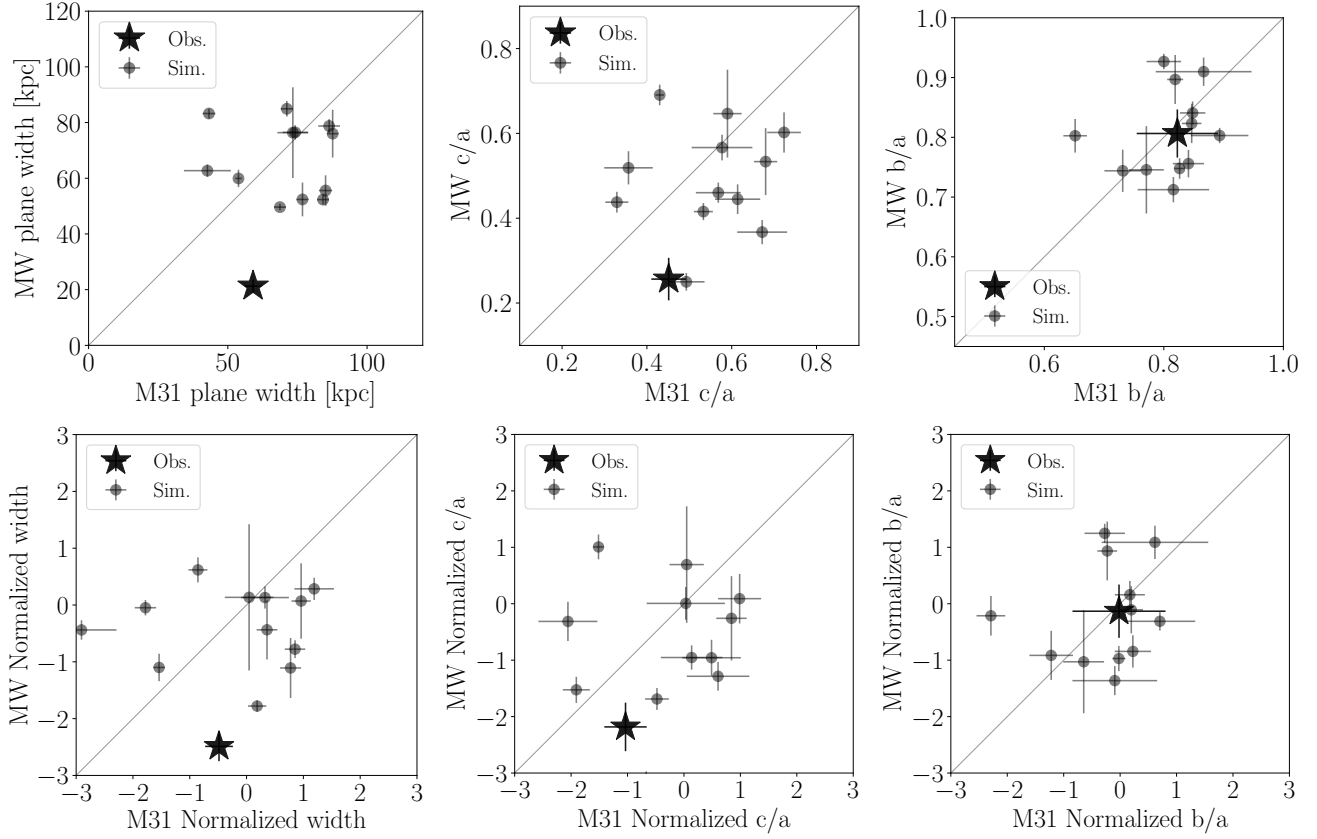 120
100
80
60
40
20
0
0
50
100
MW plane width [kpc]
M31 plane width [kpc]
Obs.
Sim.
0.8
0.6
0.4
0.2
0.2
0.4
0.6
0.8
MW c/a
M31 c/a
Obs.
Sim.
1.0
0.9
0.8
0.7
0.6
0.5
0.6
0.8
1.0
MW b/a
M31 b/a
Obs.
Sim.
3
2
1
0
−1
−2
−3
−3
−2
−1
0
1
2
3
MW Normalized width
M31 Normalized width
Obs.
Sim.
3
2
1
0
−1
−2
−3
−3
−2
−1
0
1
2
3
MW Normalized c/a
M31 Normalized c/a
Obs.
Sim.
3
2
1
0
−1
−2
−3
−3
−2
−1
0
1
2
3
MW Normalized b/a
M31 Normalized b/a
Obs.
Sim.